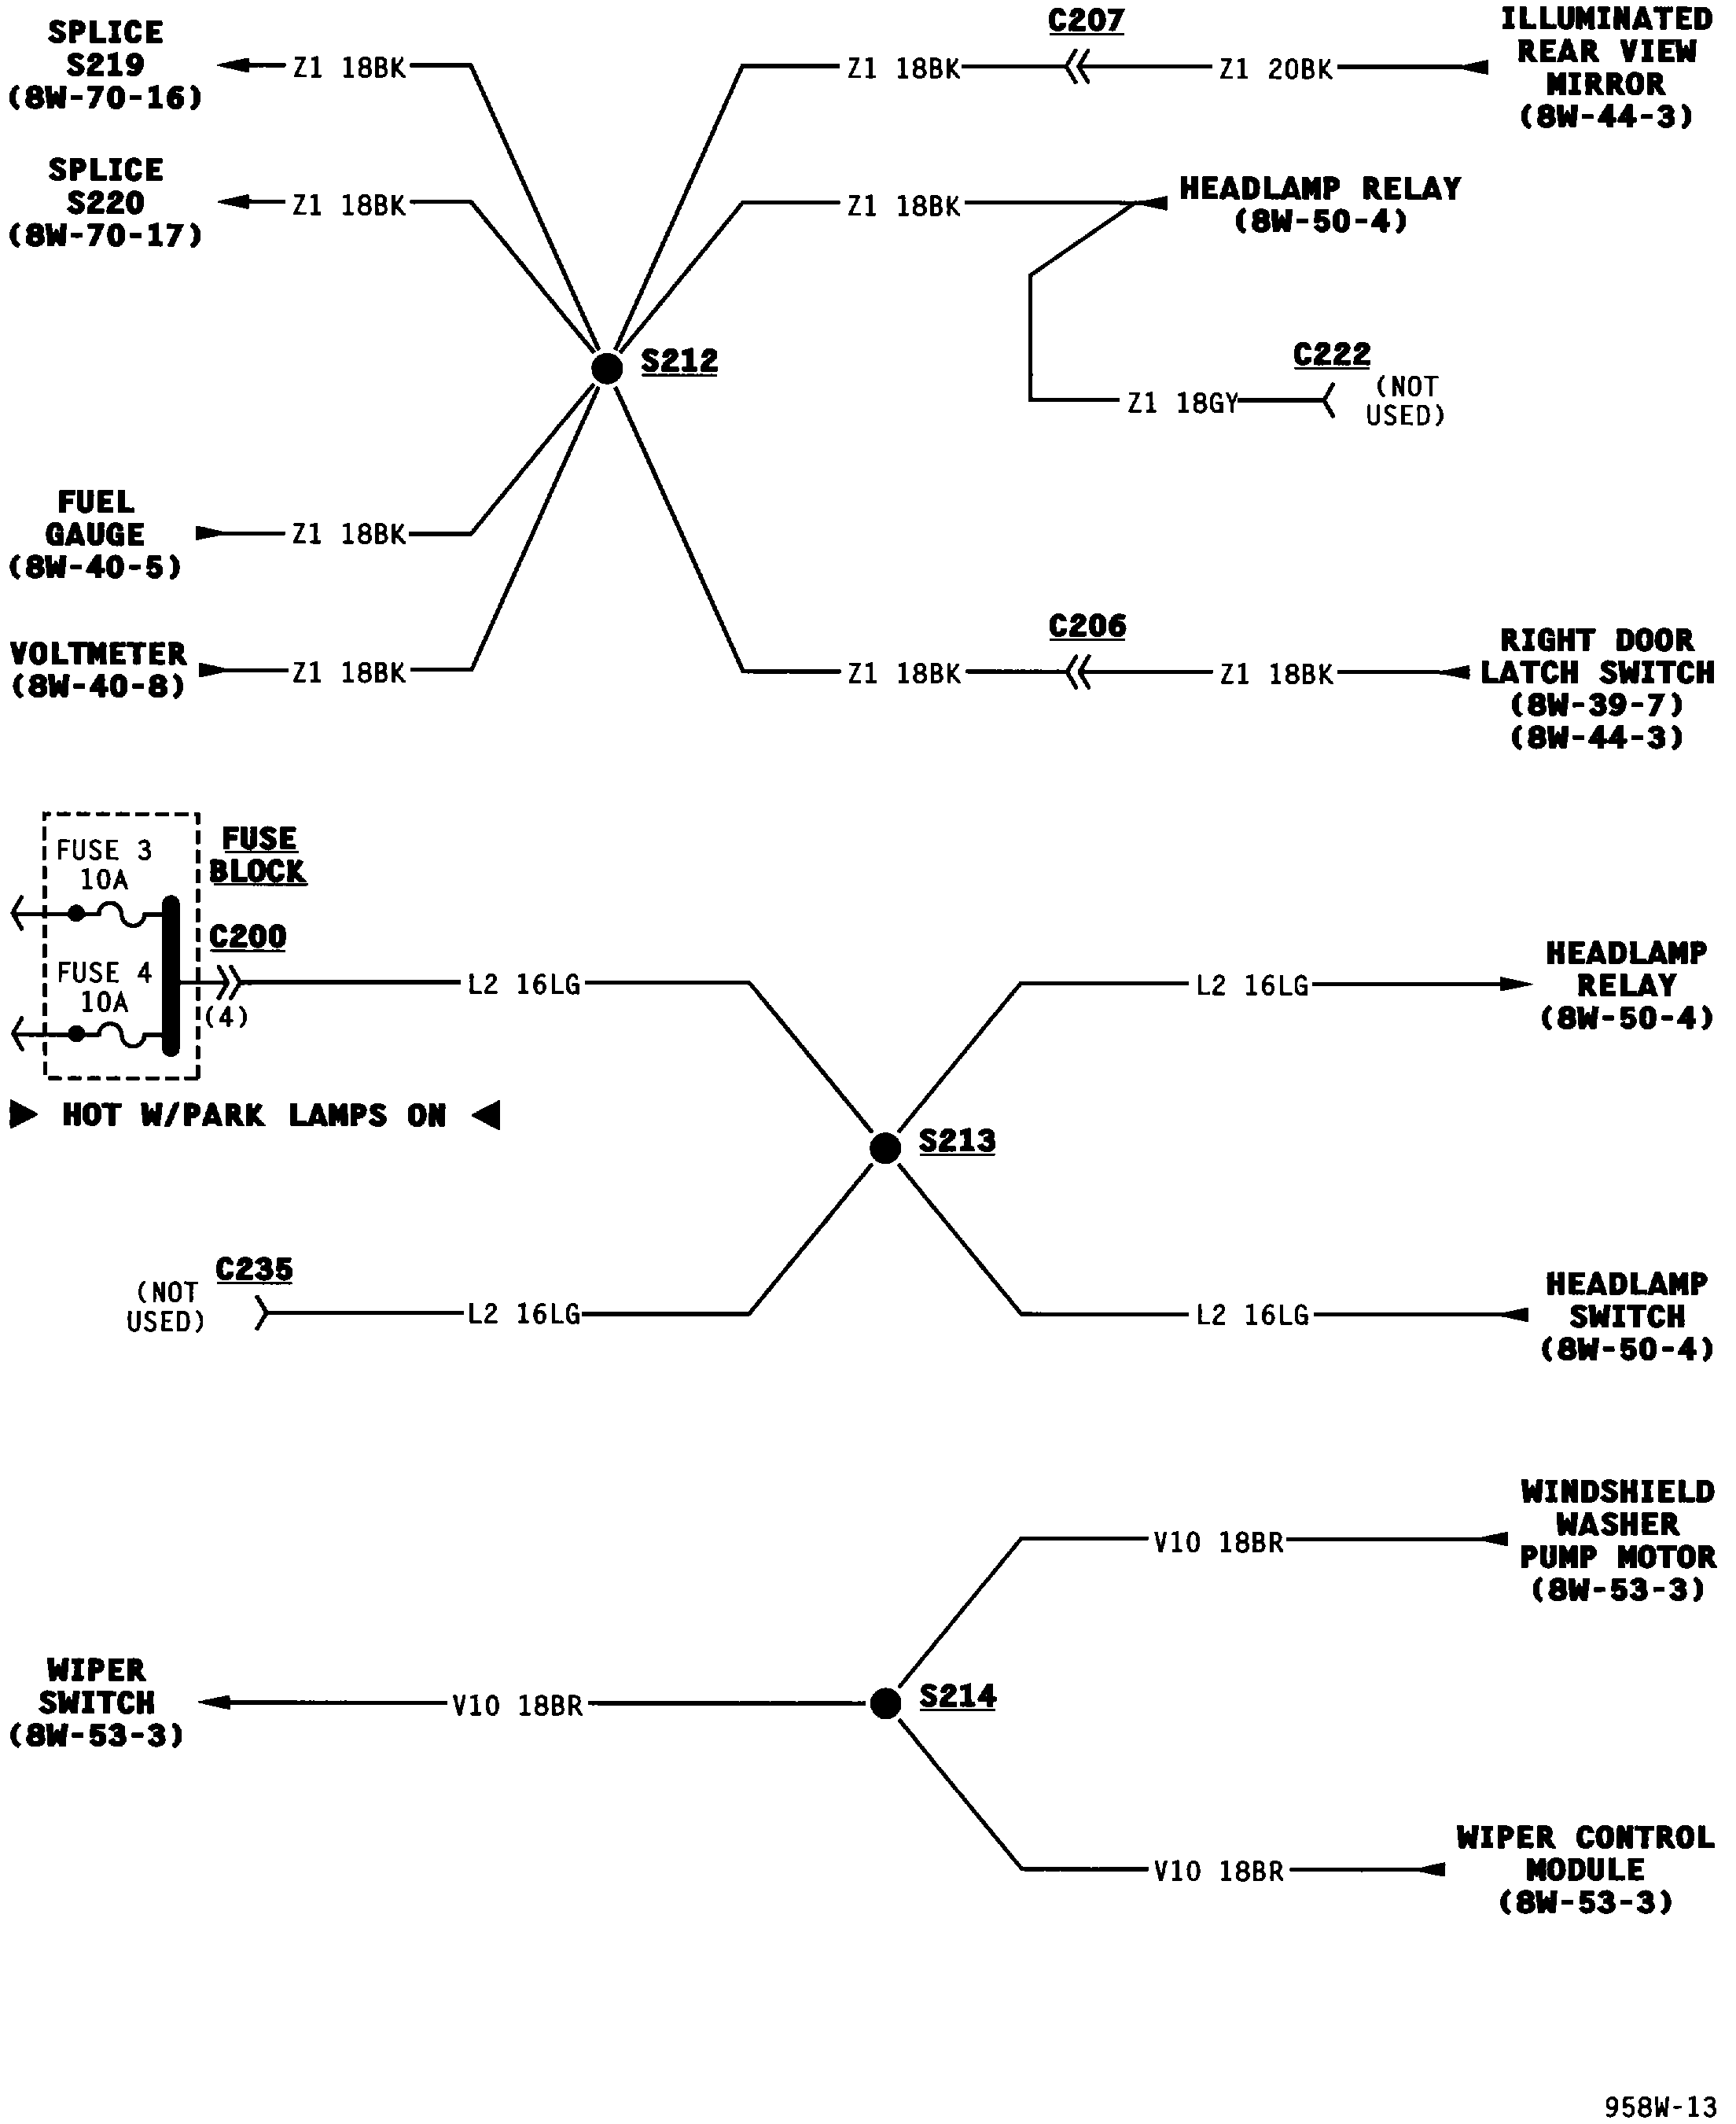 SPLICE
S219
(8W-70-16)
Z1 18BK
Z1 18BK
C207
Z1 20BK
ILLUMINATED
REAR VIEW
MIRROR
(8W-44-3)
SPLICE
S220
(8W-70-17)
Z1 18BK
Z1 18BK
HEADLAMP RELAY
(8W-50-4)
S212
C222
(NOT
USED)
Z1 18GY
FUEL
GAUGE
(8W-40-5)
Z1 18BK
VOLTMETER
(8W-40-8)
Z1 18BK
Z1 18BK
C206
Z1 18BK
RIGHT DOOR
LATCH SWITCH
(8W-39-7)
(8W-44-3)
FUSE 3
10A
FUSE
BLOCK
C200
FUSE 4
10A
(4)
L2 16LG
L2 16LG
HEADLAMP
RELAY
(8W-50-4)
HOT W/PARK LAMPS ON
S213
C235
(NOT
USED)
L2 16LG
L2 16LG
HEADLAMP
SWITCH
(8W-50-4)
V10 18BR
WINDSHIELD
WASHER
PUMP MOTOR
(8W-53-3)
WIPER
SWITCH
(8W-53-3)
V10 18BR
S214
V10 18BR
WIPER CONTROL
MODULE
(8W-53-3)
958W-13